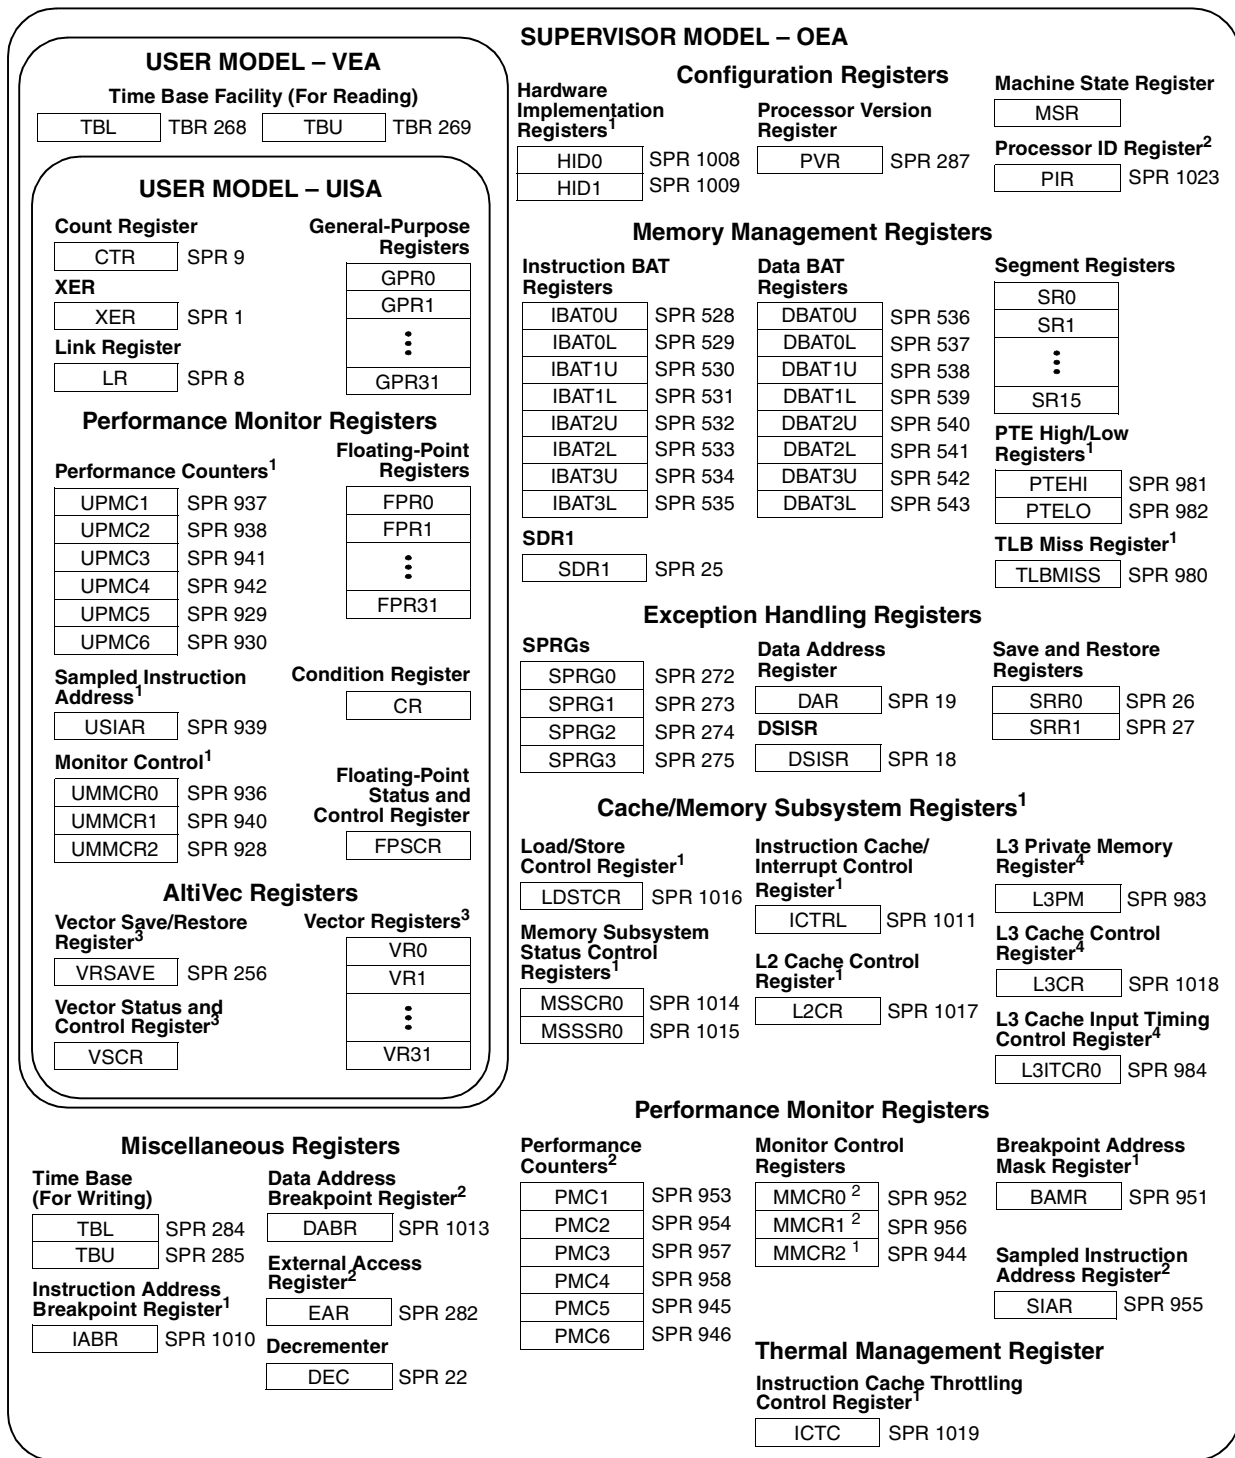 SUPERVISOR MODEL – OEA
USER MODEL – VEA
Time Base Facility (For Reading)
TBL TBR 268 TBU TBR 269
USER MODEL – UISA
Count Register
CTR SPR 9
XER
XER SPR 1
Link Register
LR SPR 8
General-Purpose
Registers
GPR0
GPR1
GPR31
Performance Monitor Registers
Performance Counters1
UPMC1 SPR 937
UPMC2 SPR 938
UPMC3 SPR 941
UPMC4 SPR 942
UPMC5 SPR 929
UPMC6 SPR 930
Floating-Point
Registers
FPR0
FPR1
FPR31
Sampled Instruction
Address1
USIAR SPR 939
Condition Register
CR
Monitor Control1
UMMCR0 SPR 936
UMMCR1 SPR 940
UMMCR2 SPR 928
Floating-Point
Status and
Control Register
FPSCR
AltiVec Registers
Vector Save/Restore
Register3
VRSAVE SPR 256
Vector Status and
Control Register3
VSCR
Vector Registers3
VR0
VR1
VR31
Configuration Registers
Hardware
Implementation
Registers1
HID0 SPR 1008
HID1 SPR 1009
Processor Version
Register
PVR SPR 287
Machine State Register
MSR
Processor ID Register2
PIR SPR 1023
Memory Management Registers
Instruction BAT
Registers
IBAT0U SPR 528
IBAT0L SPR 529
IBAT1U SPR 530
IBAT1L SPR 531
IBAT2U SPR 532
IBAT2L SPR 533
IBAT3U SPR 534
IBAT3L SPR 535
Data BAT
Registers
DBAT0U SPR 536
DBAT0L SPR 537
DBAT1U SPR 538
DBAT1L SPR 539
DBAT2U SPR 540
DBAT2L SPR 541
DBAT3U SPR 542
DBAT3L SPR 543
Segment Registers
SR0
SR1
SR15
PTE High/Low
Registers1
PTEHI SPR 981
PTELO SPR 982
SDR1
SDR1 SPR 25
TLB Miss Register1
TLBMISS SPR 980
Exception Handling Registers
SPRGs
SPRG0 SPR 272
SPRG1 SPR 273
SPRG2 SPR 274
SPRG3 SPR 275
Data Address
Register
DAR SPR 19
DSISR
DSISR SPR 18
Save and Restore
Registers
SRR0 SPR 26
SRR1 SPR 27
Cache/Memory Subsystem Registers1
Load/Store
Control Register1
LDSTCR SPR 1016
Memory Subsystem
Status Control
Registers1
MSSCR0 SPR 1014
MSSSR0 SPR 1015
Instruction Cache/
Interrupt Control
Register1
ICTRL SPR 1011
L2 Cache Control
Register1
L2CR SPR 1017
L3 Private Memory
Register4
L3PM SPR 983
L3 Cache Control
Register4
L3CR SPR 1018
L3 Cache Input Timing
Control Register4
L3ITCR0 SPR 984
Performance Monitor Registers
Performance
Counters2
PMC1 SPR 953
PMC2 SPR 954
PMC3 SPR 957
PMC4 SPR 958
PMC5 SPR 945
PMC6 SPR 946
Monitor Control
Registers
MMCR0 2 SPR 952
MMCR1 2 SPR 956
MMCR2 1 SPR 944
Breakpoint Address
Mask Register1
BAMR SPR 951
Sampled Instruction
Address Register2
SIAR SPR 955
Miscellaneous Registers
Time Base
(For Writing)
TBL SPR 284
TBU SPR 285
Instruction Address
Breakpoint Register1
IABR SPR 1010
Data Address
Breakpoint Register2
DABR SPR 1013
External Access
Register2
EAR SPR 282
Decrementer
DEC SPR 22
Thermal Management Register
Instruction Cache Throttling
Control Register1
ICTC SPR 1019